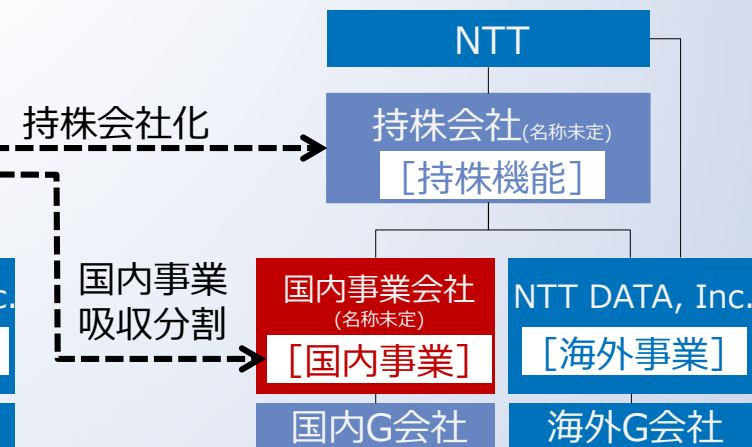 NTT
持株会社化
持株会社(名称未定)
［持株機能］
国内事業
吸収分割
国内事業会社
(名称未定)
［国内事業］
c.
NTT DATA, Inc.
［海外事業］
国内G会社
海外G会社